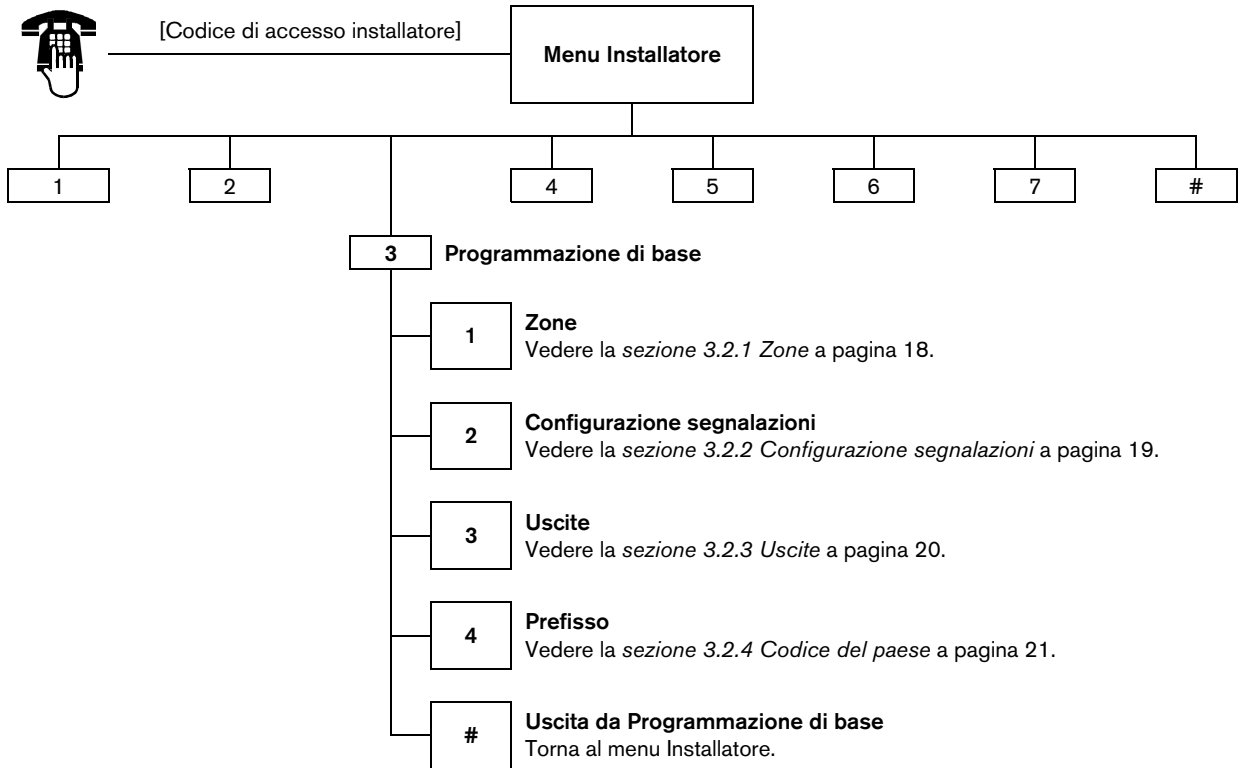 [Codice di accesso installatore]
Menu Installatore
1
2
4
5
6
7
#
3
Programmazione di base
1
Zone
Vedere la sezione 3.2.1 Zone a pagina 18.
2
Configurazione segnalazioni
Vedere la sezione 3.2.2 Configurazione segnalazioni a pagina 19.
3
Uscite
Vedere la sezione 3.2.3 Uscite a pagina 20.
4
Prefisso
Vedere la sezione 3.2.4 Codice del paese a pagina 21.
#
Uscita da Programmazione di base
Torna al menu Installatore.